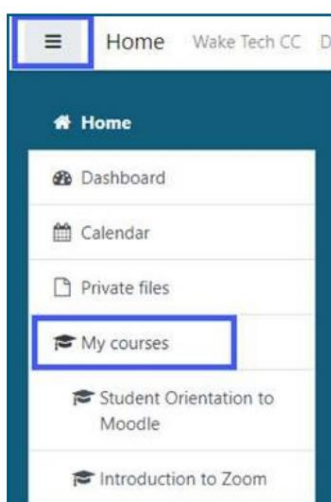 Home Wake Tech CC D
Home
Dashboard
Calendar
Private files
My courses
Student Orientation to
Moodle
Introduction to Zoom